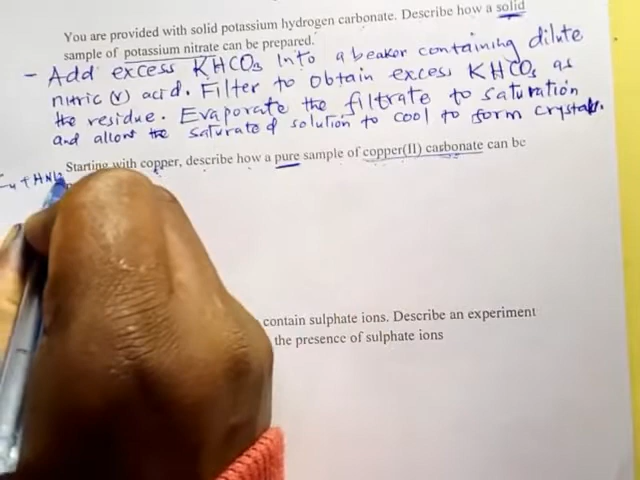 You are provided with solid potassium hydrogen carbonate. Describe how a solid
sample of potassium nitrate can be prepared.
- Add excess KHCO3 into a beaker containing dilute
nitric (v) acid. Filter to obtain excess KHCO3 as
the residue. Evaporate the filtrate to saturation
and allow the saturated solution to cool to form crystals.
Starting with copper, describe how a pure sample of copper(II) carbonate can be
contain sulphate ions. Describe an experiment
the presence of sulphate ions